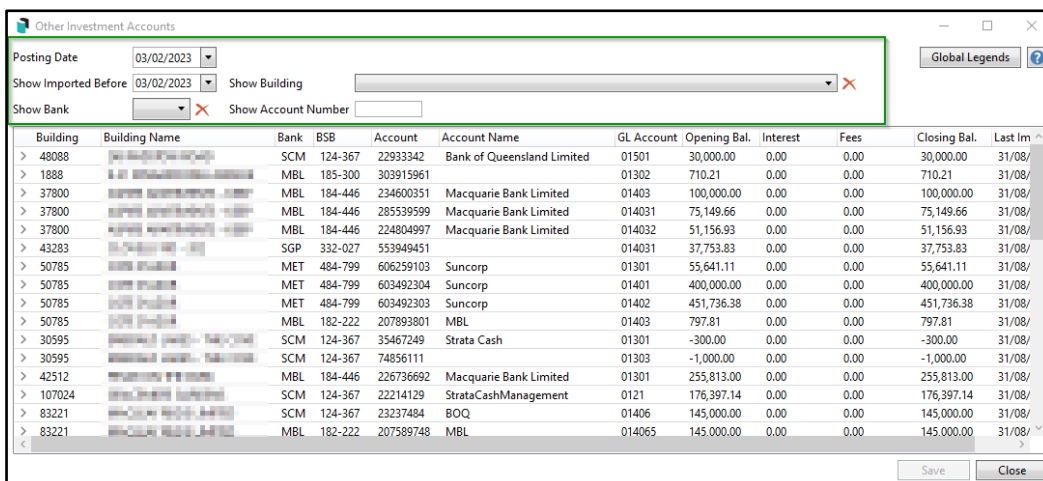 Other Investment Accounts
Posting Date 03/02/2023 Global Legends ?
Show Imported Before 03/02/2023 Show Building
Show Bank Show Account Number
Building Building Name Bank BSB Account Account Name GL Account Opening Bal. Interest Fees Closing Bal. Last Im
> 48088 SCM 124-367 22933342 Bank of Queensland Limited 01501 30,000.00 0.00 0.00 30,000.00 31/08/
> 1888 MBL 185-300 303915961 01302 710.21 0.00 0.00 710.21 31/08/
> 37800 MBL 184-446 234600351 Macquarie Bank Limited 01403 100,000.00 0.00 0.00 100,000.00 31/08/
> 37800 MBL 184-446 285539599 Macquarie Bank Limited 014031 75,149.66 0.00 0.00 75,149.66 31/08/
> 37800 MBL 184-446 224804997 Macquarie Bank Limited 014032 51,156.93 0.00 0.00 51,156.93 31/08/
> 43283 SGP 332-027 553949451 014031 37,753.83 0.00 0.00 37,753.83 31/08/
> 50785 MET 484-799 606259103 Suncorp 01301 55,641.11 0.00 0.00 55,641.11 31/08/
> 50785 MET 484-799 603492304 Suncorp 01401 400,000.00 0.00 0.00 400,000.00 31/08/
> 50785 MET 484-799 603492303 Suncorp 01402 451,736.38 0.00 0.00 451,736.38 31/08/
> 50785 MBL 182-222 207893801 MBL 01403 797.81 0.00 0.00 797.81 31/08/
> 30595 SCM 124-367 35467249 Strata Cash 01301 -300.00 0.00 0.00 -300.00 31/08/
> 30595 SCM 124-367 74856111 01303 -1,000.00 0.00 0.00 -1,000.00 31/08/
> 42512 MBL 184-446 226736692 Macquarie Bank Limited 01301 255,813.00 0.00 0.00 255,813.00 31/08/
> 107024 SCM 124-367 22214129 StrataCashManagement 0121 176,397.14 0.00 0.00 176,397.14 31/08/
> 83221 SCM 124-367 23237484 BOQ 01406 145,000.00 0.00 0.00 145,000.00 31/08/
> 83221 MBL 182-222 207589748 MBL 014065 145,000.00 0.00 0.00 145,000.00 31/08/
Save Close